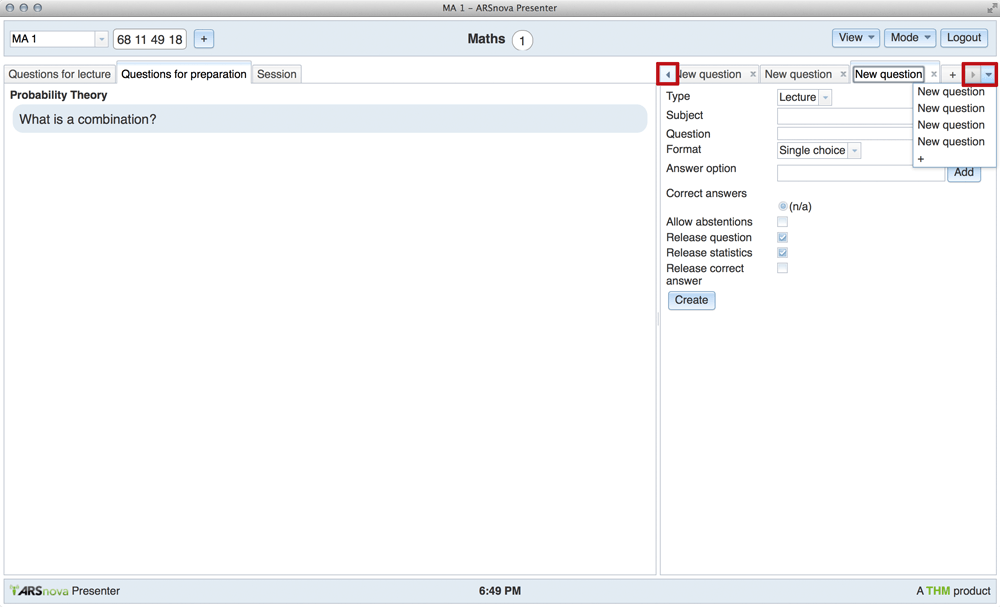 MA 1 – ARSnova Presenter
MA 1
68 11 49 18
+
Maths 1
View
Mode
Logout
Questions for lecture
Questions for preparation
Session
Probability Theory
What is a combination?
New question
New question
New question
+
New question
New question
New question
New question
+
Type
Lecture
Subject
Question
Format
Single choice
Answer option
Add
Correct answers
(n/a)
Allow abstentions
Release question
Release statistics
Release correct
answer
Create
ARSnova Presenter
6:49 PM
A THM product